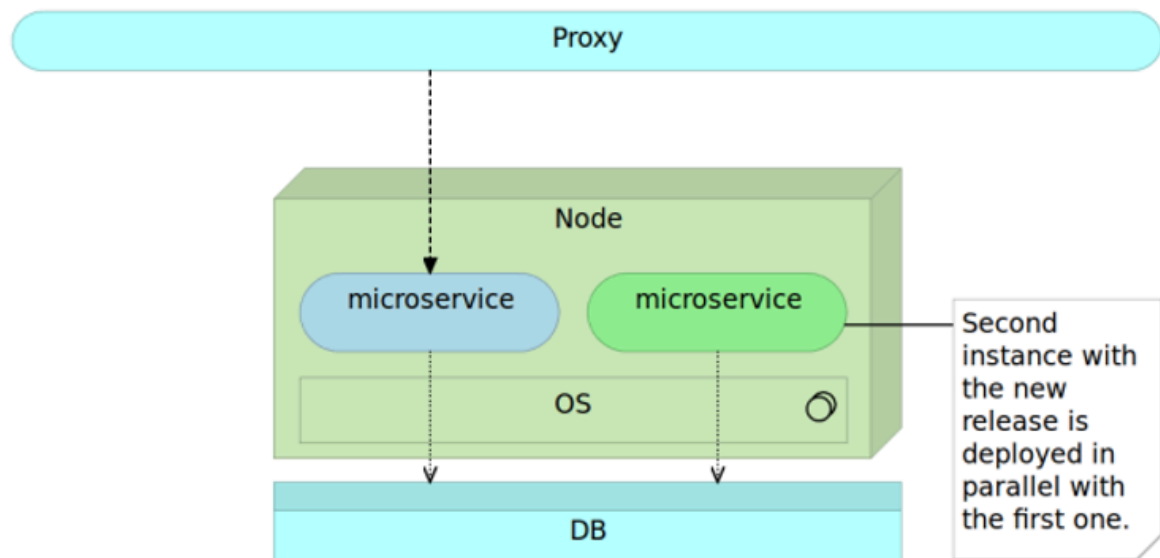 Proxy
Node
microservice
microservice
OS
DB
Second
instance with
the new
release is
deployed in
parallel with
the first one.